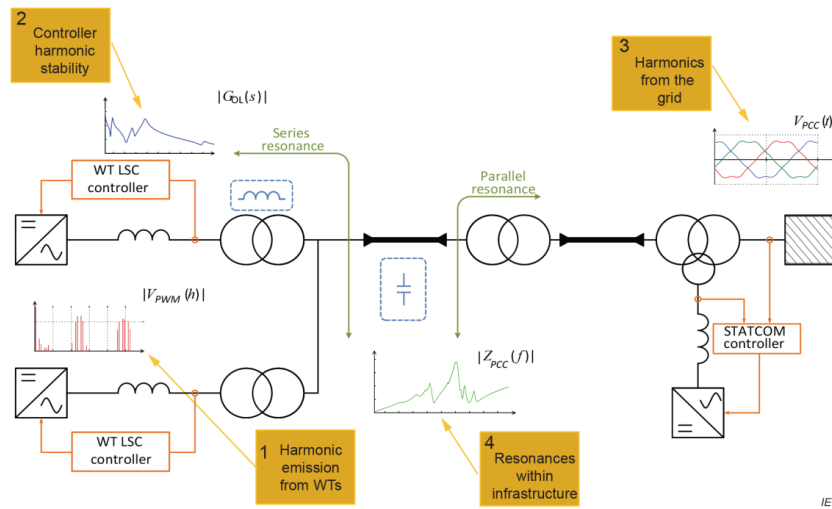 2
Controller
harmonic
stability
3
Harmonics
from the
grid
|G_OL(s)|
V_PCC(t)
Series
resonance
Parallel
resonance
WT LSC
controller
|V_PWM(h)|
STATCOM
controller
|Z_PCC(f)|
WT LSC
controller
1
Harmonic
emission
from WTs
4
Resonances
within
infrastructure